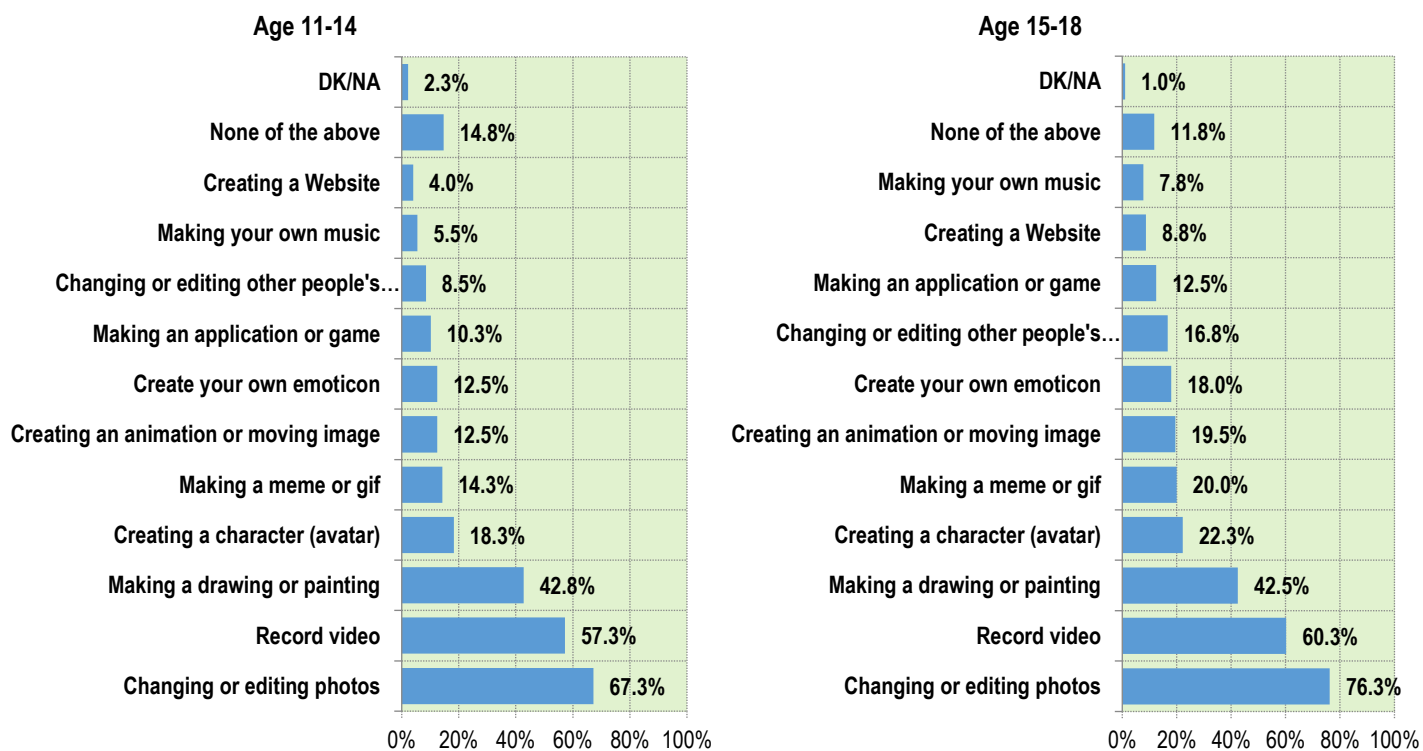 Age 11-14
DK/NA 2.3%
None of the above 14.8%
Creating a Website 4.0%
Making your own music 5.5%
Changing or editing other people's… 8.5%
Making an application or game 10.3%
Create your own emoticon 12.5%
Creating an animation or moving image 12.5%
Making a meme or gif 14.3%
Creating a character (avatar) 18.3%
Making a drawing or painting 42.8%
Record video 57.3%
Changing or editing photos 67.3%
0% 20% 40% 60% 80% 100%
Age 15-18
DK/NA 1.0%
None of the above 11.8%
Making your own music 7.8%
Creating a Website 8.8%
Making an application or game 12.5%
Changing or editing other people's… 16.8%
Create your own emoticon 18.0%
Creating an animation or moving image 19.5%
Making a meme or gif 20.0%
Creating a character (avatar) 22.3%
Making a drawing or painting 42.5%
Record video 60.3%
Changing or editing photos 76.3%
0% 20% 40% 60% 80% 100%